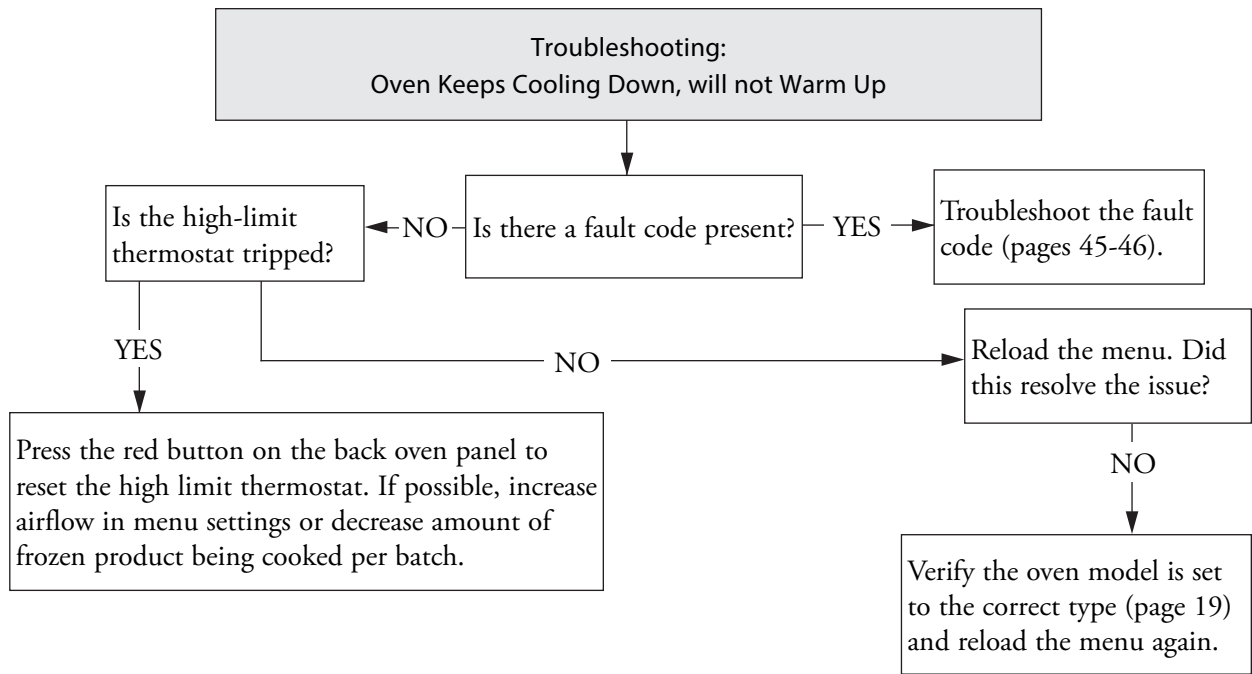 Troubleshooting:
Oven Keeps Cooling Down, will not Warm Up
Is there a fault code present?
YES
Troubleshoot the fault
code (pages 45-46).
NO
Is the high-limit
thermostat tripped?
YES
Press the red button on the back oven panel to
reset the high limit thermostat. If possible, increase
airflow in menu settings or decrease amount of
frozen product being cooked per batch.
NO
Reload the menu. Did
this resolve the issue?
NO
Verify the oven model is set
to the correct type (page 19)
and reload the menu again.